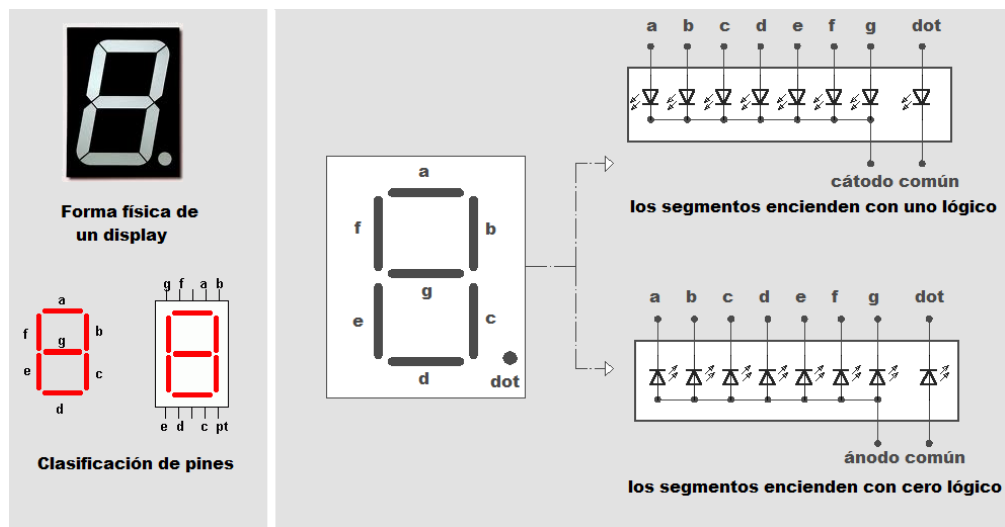 Forma física de
un display
a
f
b
g
e
c
d
g f a b
e d c pt
Clasificación de pines
a
f
b
g
e
c
d
dot
a b c d e f g dot
cátodo común
los segmentos encienden con uno lógico
a b c d e f g dot
ánodo común
los segmentos encienden con cero lógico